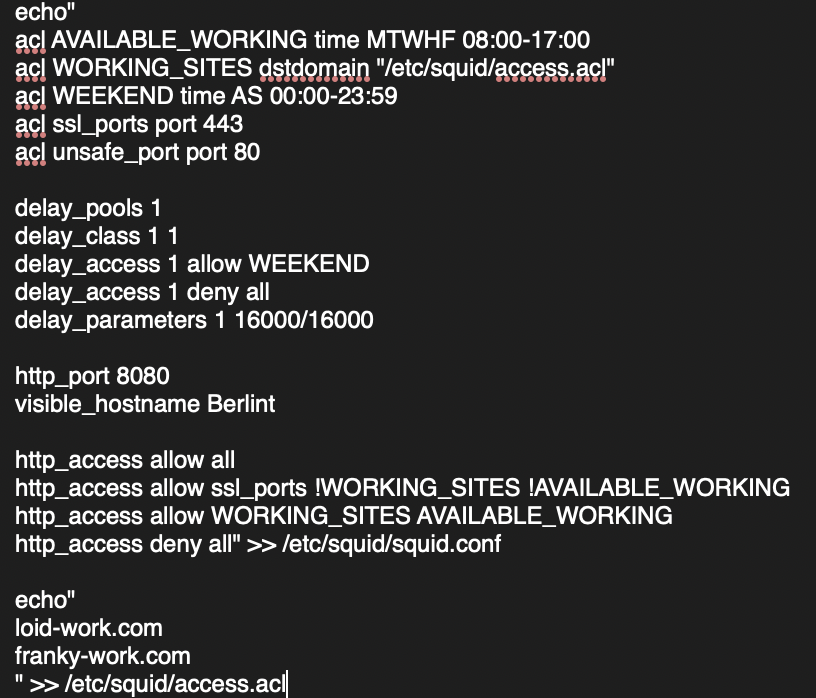 echo"
acl AVAILABLE_WORKING time MTWHF 08:00-17:00
acl WORKING_SITES dstdomain "/etc/squid/access.acl"
acl WEEKEND time AS 00:00-23:59
acl ssl_ports port 443
acl unsafe_port port 80
delay_pools 1
delay_class 1 1
delay_access 1 allow WEEKEND
delay_access 1 deny all
delay_parameters 1 16000/16000
http_port 8080
visible_hostname Berlint
http_access allow all
http_access allow ssl_ports !WORKING_SITES !AVAILABLE_WORKING
http_access allow WORKING_SITES AVAILABLE_WORKING
http_access deny all" >> /etc/squid/squid.conf
echo"
loid-work.com
franky-work.com
" >> /etc/squid/access.acl